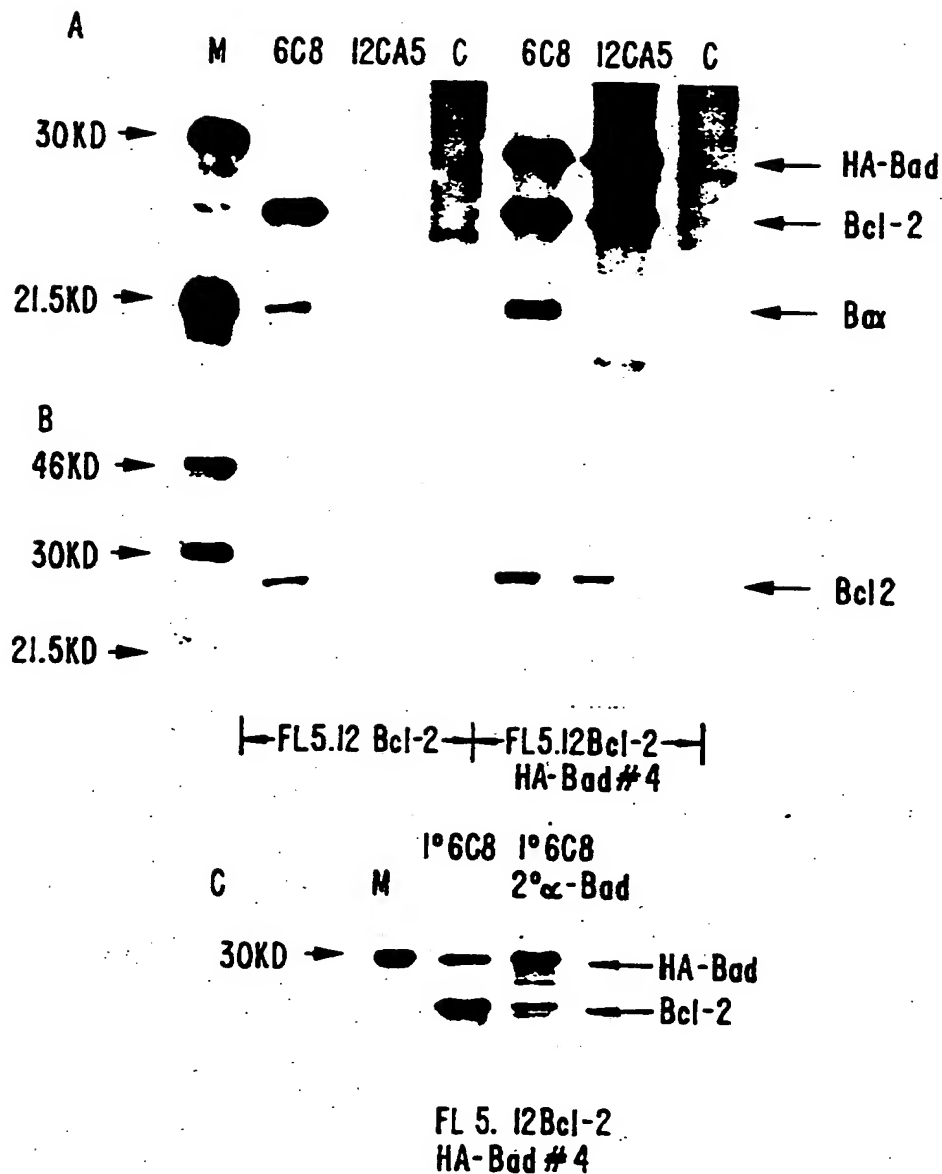 A
M 6C8 12CA5 C 6C8 12CA5 C
30KD
HA-Bad
Bcl-2
21.5KD
Bax
B
46KD
30KD
Bcl2
21.5KD
FL5.12 Bcl-2 FL5.12Bcl-2
HA-Bad#4
1°6C8 1°6C8
C M 2°α-Bad
30KD
HA-Bad
Bcl-2
FL 5. 12Bcl-2
HA-Bad #4